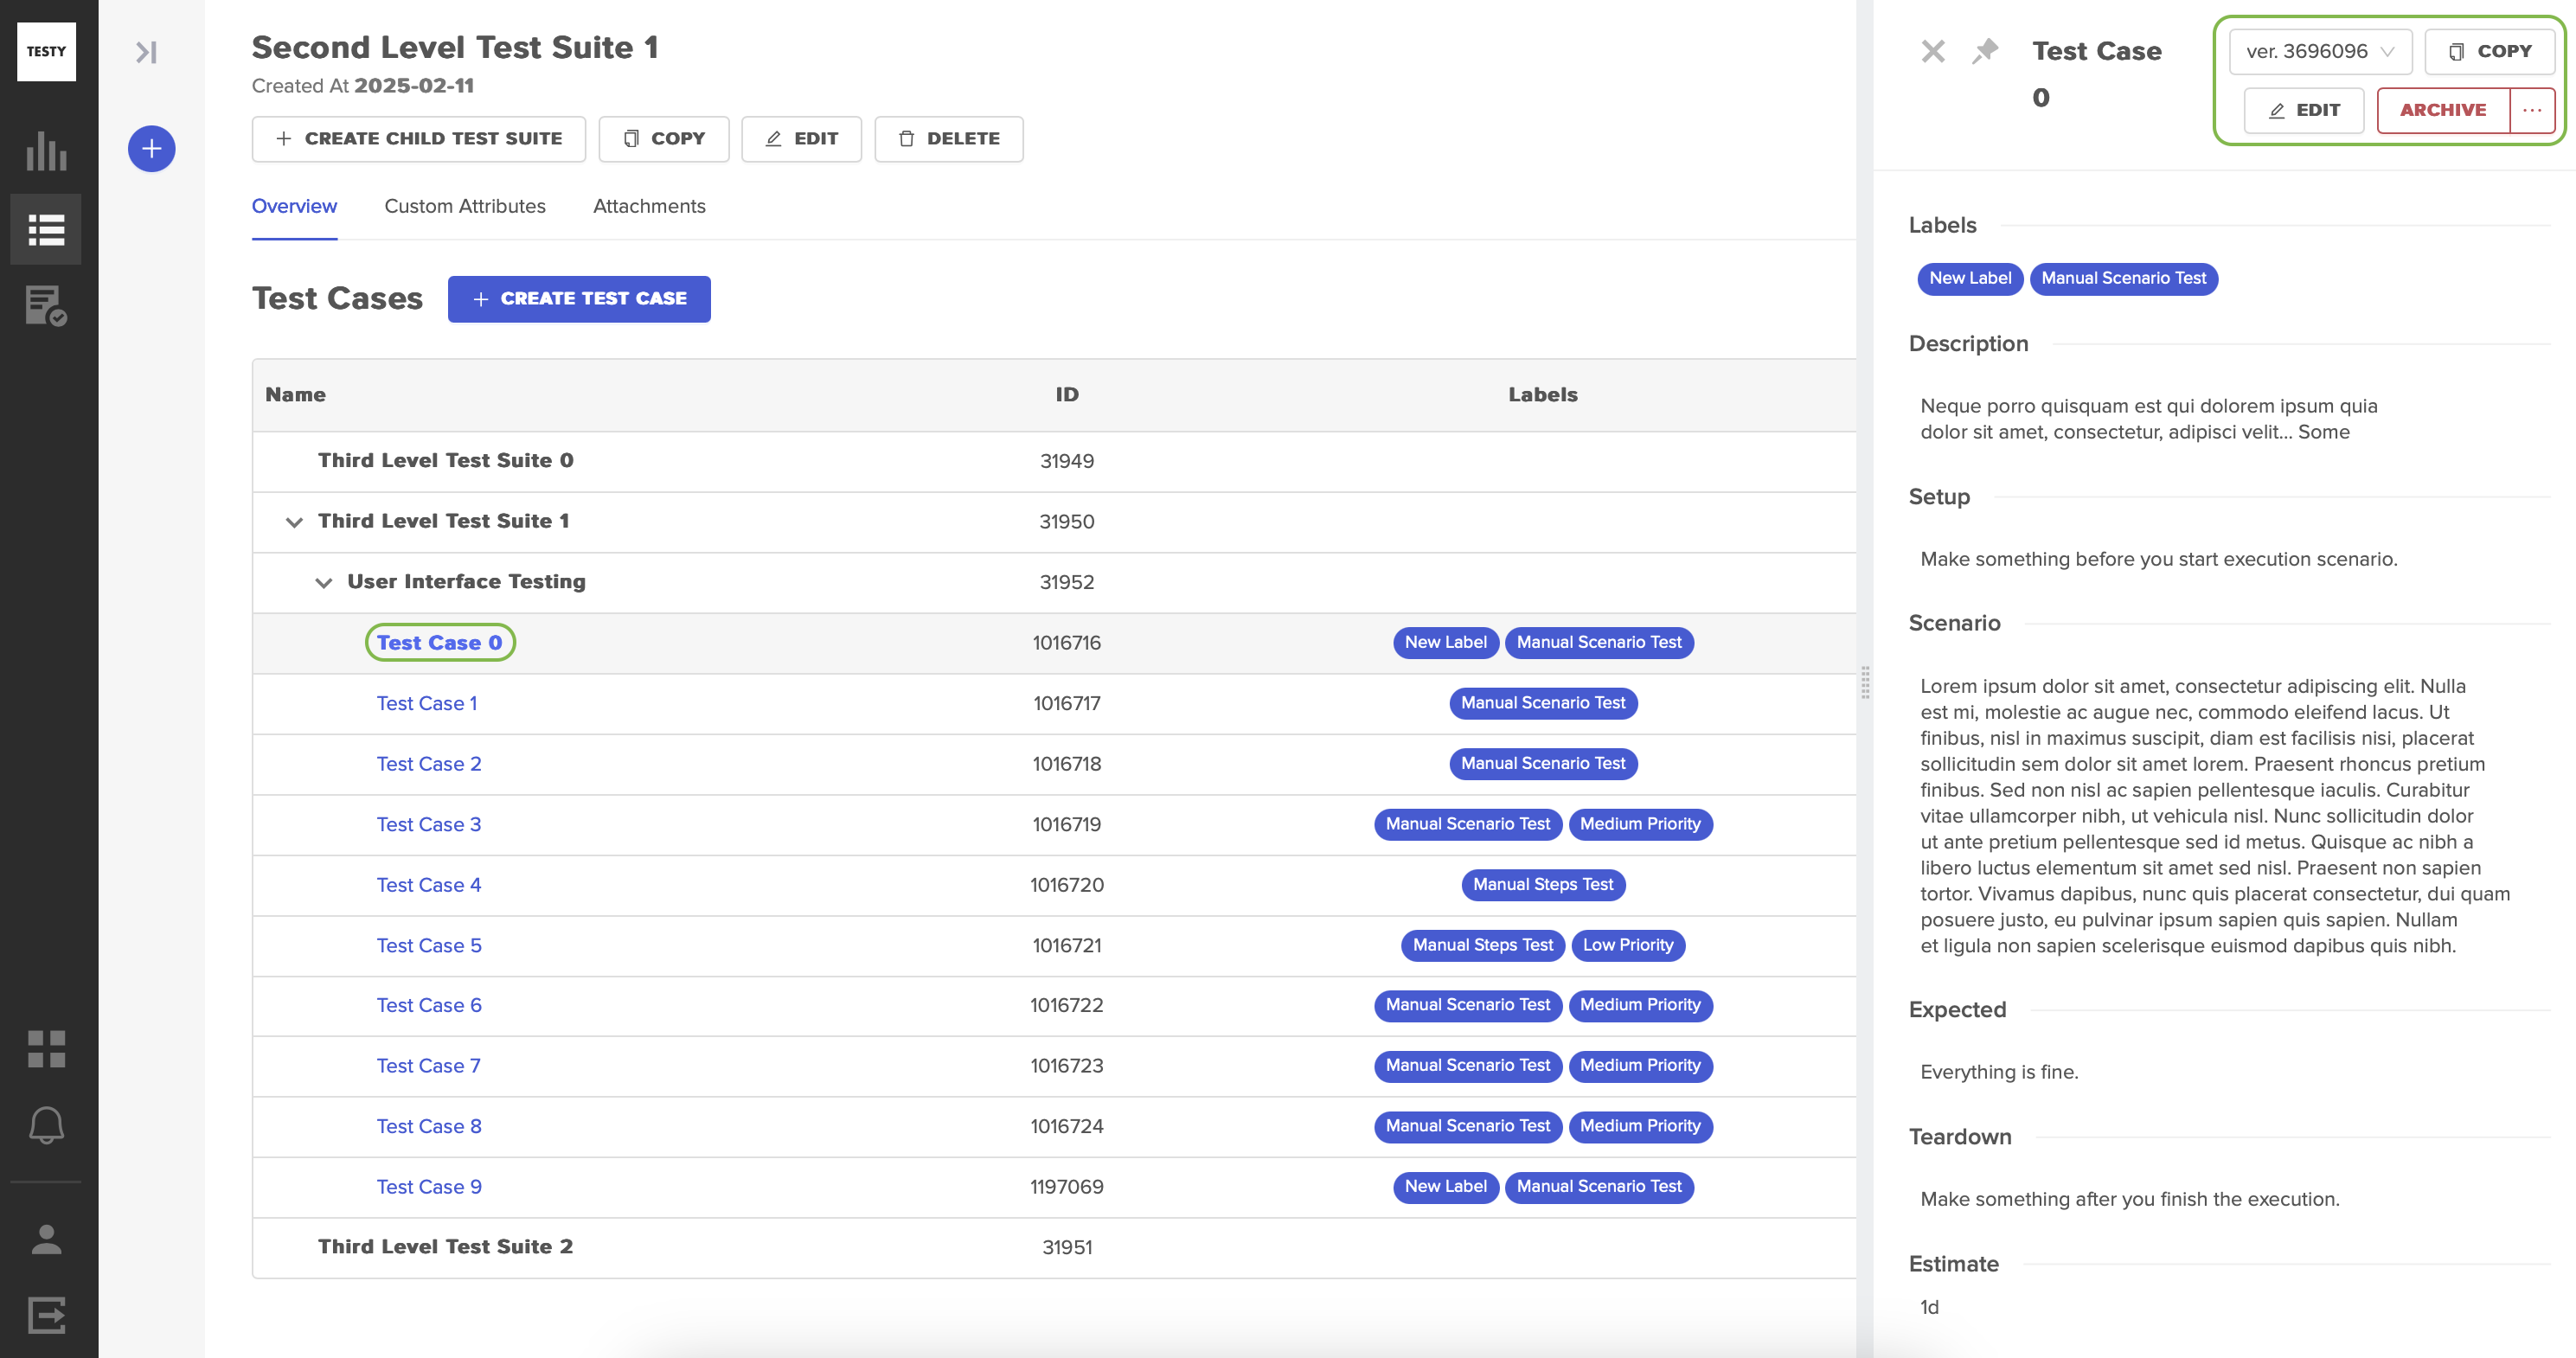 TESTY
Second Level Test Suite 1
Created At 2025-02-11
CREATE CHILD TEST SUITE COPY EDIT DELETE
Overview Custom Attributes Attachments
Test Cases CREATE TEST CASE
Name ID Labels
Third Level Test Suite 0 31949
Third Level Test Suite 1 31950
User Interface Testing 31952
Test Case 0 1016716 New Label Manual Scenario Test
Test Case 1 1016717 Manual Scenario Test
Test Case 2 1016718 Manual Scenario Test
Test Case 3 1016719 Manual Scenario Test Medium Priority
Test Case 4 1016720 Manual Steps Test
Test Case 5 1016721 Manual Steps Test Low Priority
Test Case 6 1016722 Manual Scenario Test Medium Priority
Test Case 7 1016723 Manual Scenario Test Medium Priority
Test Case 8 1016724 Manual Scenario Test Medium Priority
Test Case 9 1197069 New Label Manual Scenario Test
Third Level Test Suite 2 31951
Test Case
0
ver. 3696096 COPY
EDIT ARCHIVE ...
Labels
New Label Manual Scenario Test
Description
Neque porro quisquam est qui dolorem ipsum quia
dolor sit amet, consectetur, adipisci velit... Some
Setup
Make something before you start execution scenario.
Scenario
Lorem ipsum dolor sit amet, consectetur adipiscing elit. Nulla
est mi, molestie ac augue nec, commodo eleifend lacus. Ut
finibus, nisl in maximus suscipit, diam est facilisis nisi, placerat
sollicitudin sem dolor sit amet lorem. Praesent rhoncus pretium
finibus. Sed non nisl ac sapien pellentesque iaculis. Curabitur
vitae ullamcorper nibh, ut vehicula nisl. Nunc sollicitudin dolor
ut ante pretium pellentesque sed id metus. Quisque ac nibh a
libero luctus elementum sit amet sed nisl. Praesent non sapien
tortor. Vivamus dapibus, nunc quis placerat consectetur, dui quam
posuere justo, eu pulvinar ipsum sapien quis sapien. Nullam
et ligula non sapien scelerisque euismod dapibus quis nibh.
Expected
Everything is fine.
Teardown
Make something after you finish the execution.
Estimate
1d